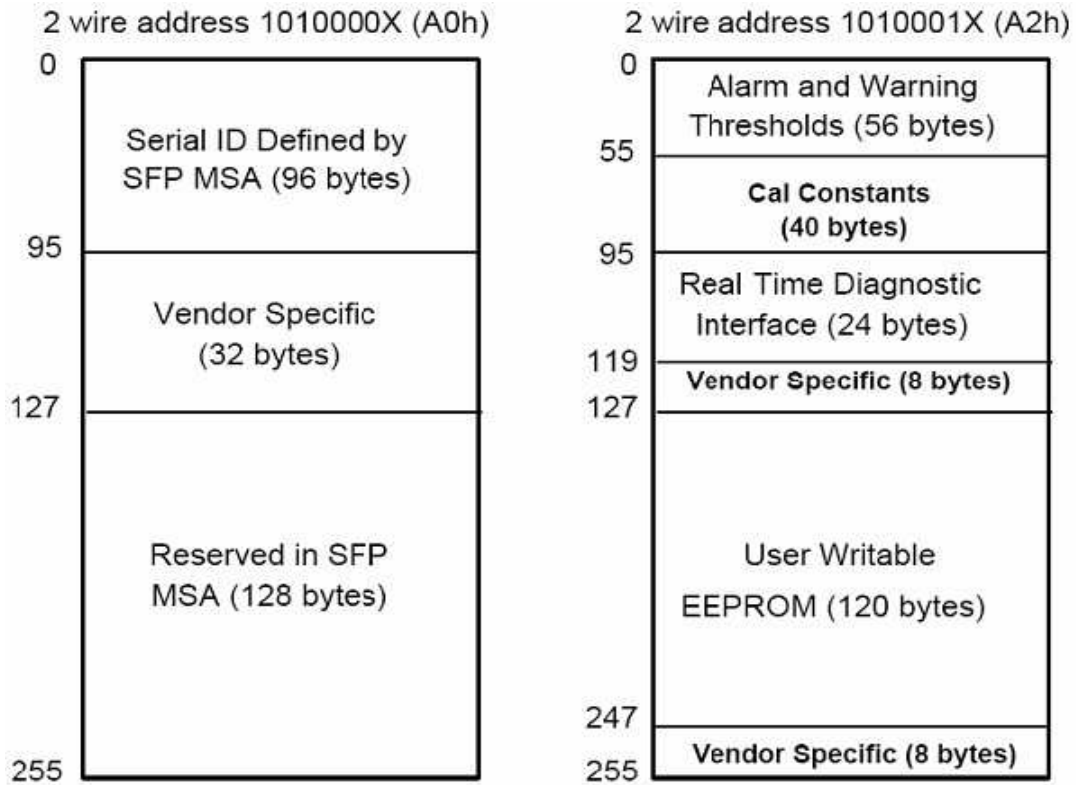 2 wire address 1010000X (A0h)
0
Serial ID Defined by
SFP MSA (96 bytes)
95
Vendor Specific
(32 bytes)
127
Reserved in SFP
MSA (128 bytes)
255
2 wire address 1010001X (A2h)
0
Alarm and Warning
Thresholds (56 bytes)
55
Cal Constants
(40 bytes)
95
Real Time Diagnostic
Interface (24 bytes)
119
Vendor Specific (8 bytes)
127
User Writable
EEPROM (120 bytes)
247
Vendor Specific (8 bytes)
255